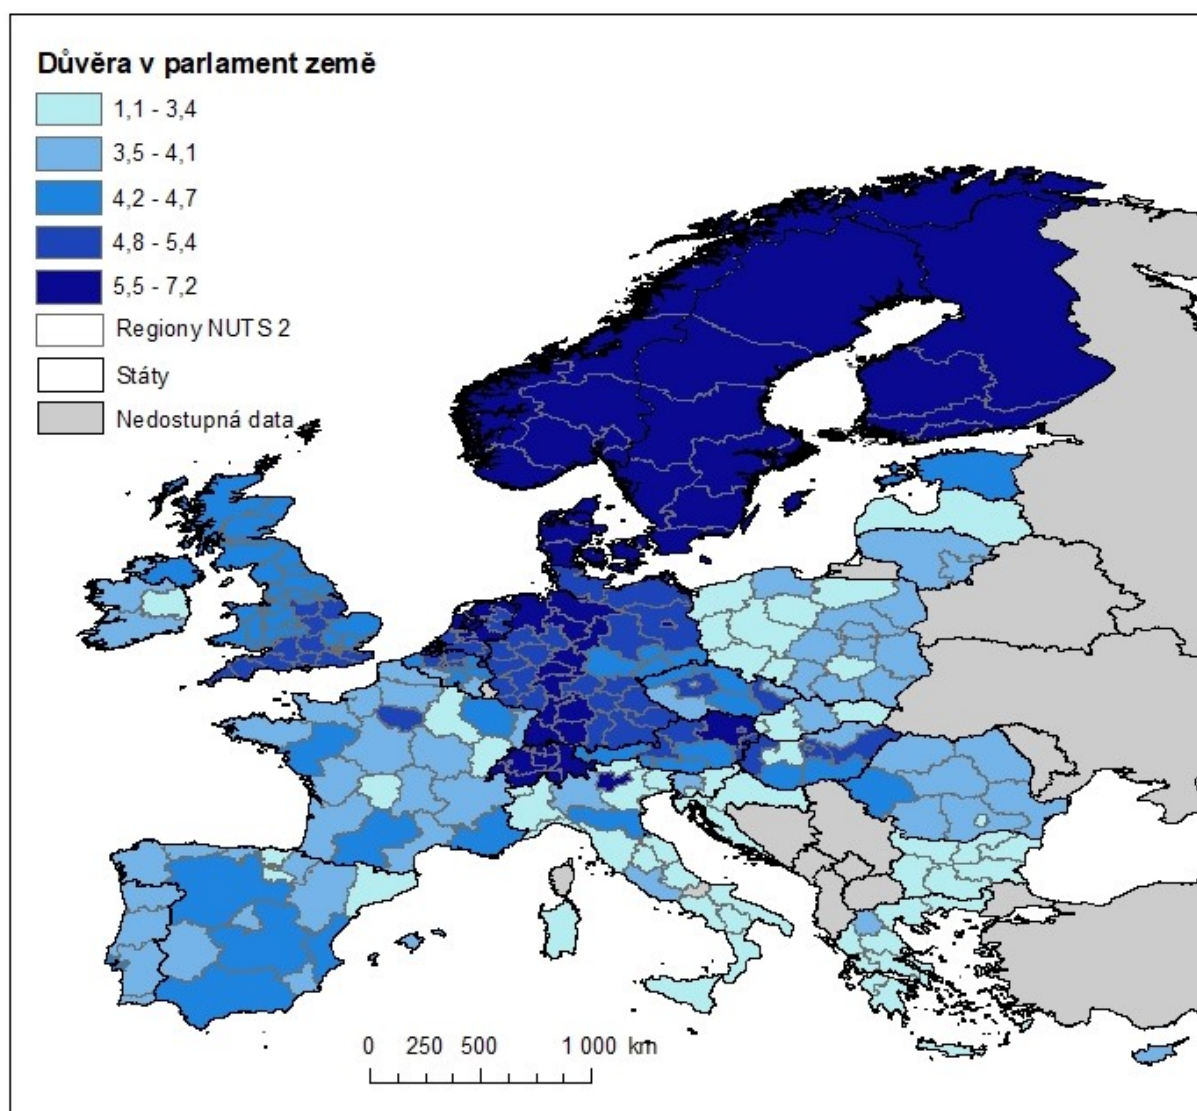 Důvěra v parlament země
1,1 - 3,4
3,5 - 4,1
4,2 - 4,7
4,8 - 5,4
5,5 - 7,2
Regiony NUTS 2
Státy
Nedostupná data
0 250 500 1 000 km